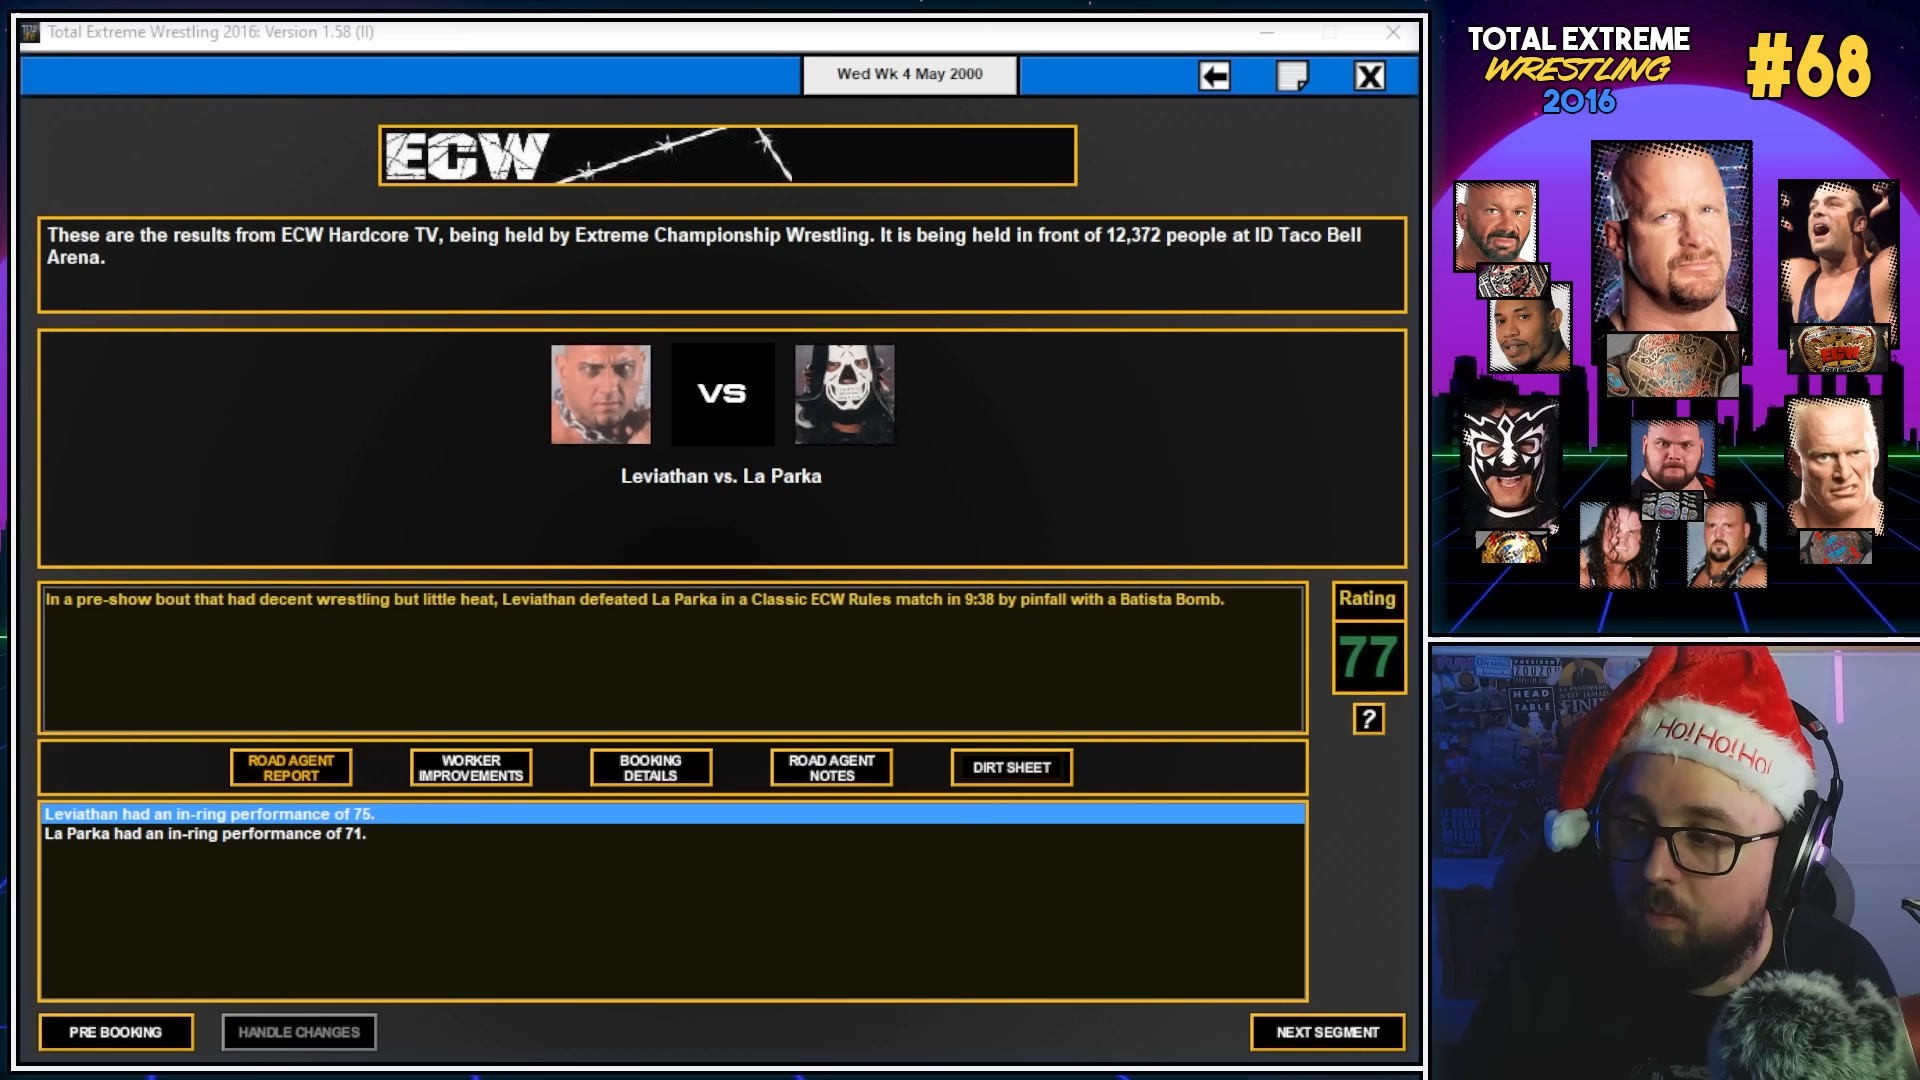 Total Extreme Wrestling 2016: Version 1.58 (II)
Wed Wk 4 May 2000
X
ECW
These are the results from ECW Hardcore TV, being held by Extreme Championship Wrestling. It is being held in front of 12,372 people at ID Taco Bell
Arena.
VS
Leviathan vs. La Parka
In a pre-show bout that had decent wrestling but little heat, Leviathan defeated La Parka in a Classic ECW Rules match in 9:38 by pinfall with a Batista Bomb.
Rating
77
?
ROAD AGENT
REPORT
WORKER
IMPROVEMENTS
BOOKING
DETAILS
ROAD AGENT
NOTES
DIRT SHEET
Leviathan had an in-ring performance of 75.
La Parka had an in-ring performance of 71.
PRE BOOKING
HANDLE CHANGES
NEXT SEGMENT
TOTAL EXTREME
WRESTLING
2016
#68
ECW
HEAD
OF THE
TABLE
HO! HO! HO!